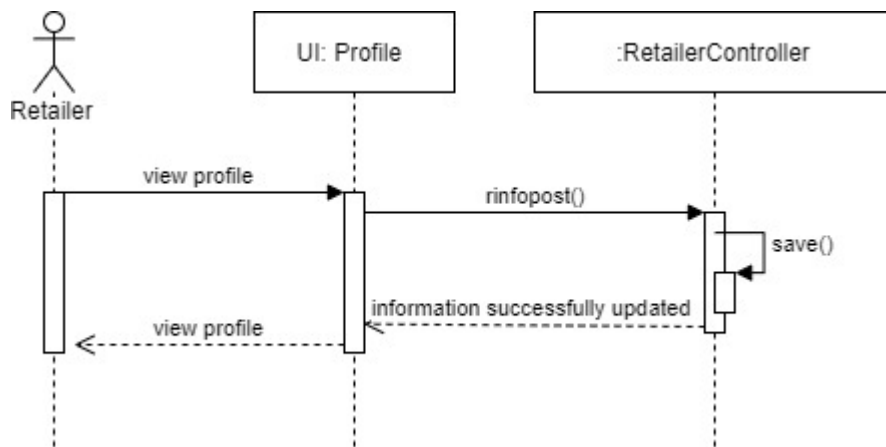 UI: Profile
:RetailerController
Retailer
view profile
rinfopost()
save()
information successfully updated
view profile